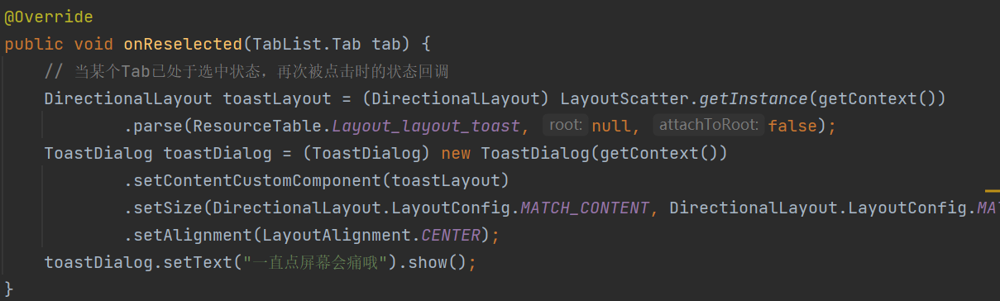 @Override
public void onReselected(TabList.Tab tab) {
// 当某个Tab已处于选中状态，再次被点击时的状态回调
DirectionalLayout toastLayout = (DirectionalLayout) LayoutScatter.getInstance(getContext())
.parse(ResourceTable.Layout_layout_toast, root: null, attachToRoot: false);
ToastDialog toastDialog = (ToastDialog) new ToastDialog(getContext())
.setContentCustomComponent(toastLayout)
.setSize(DirectionalLayout.LayoutConfig.MATCH_CONTENT, DirectionalLayout.LayoutConfig.MA
.setAlignment(LayoutAlignment.CENTER);
toastDialog.setText("一直点屏幕会痛哦").show();
}